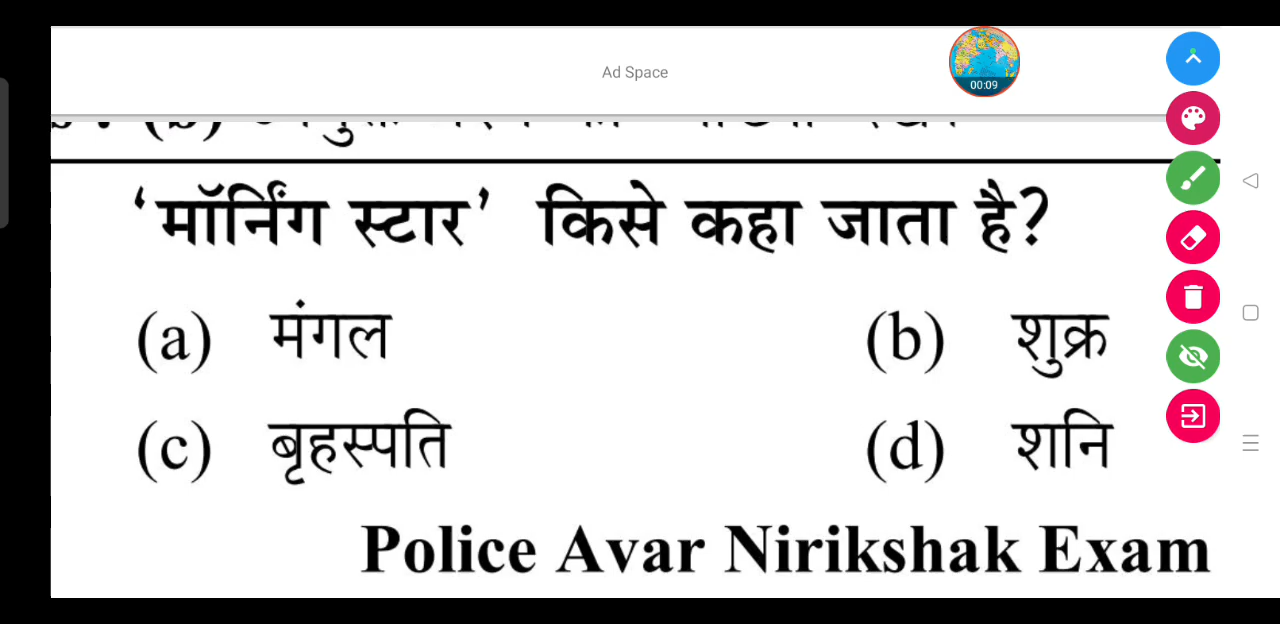 Ad Space
00:09
'मॉर्निंग स्टार' किसे कहा जाता है?
(a) मंगल (b) शुक्र
(c) बृहस्पति (d) शनि
Police Avar Nirikshak Exam